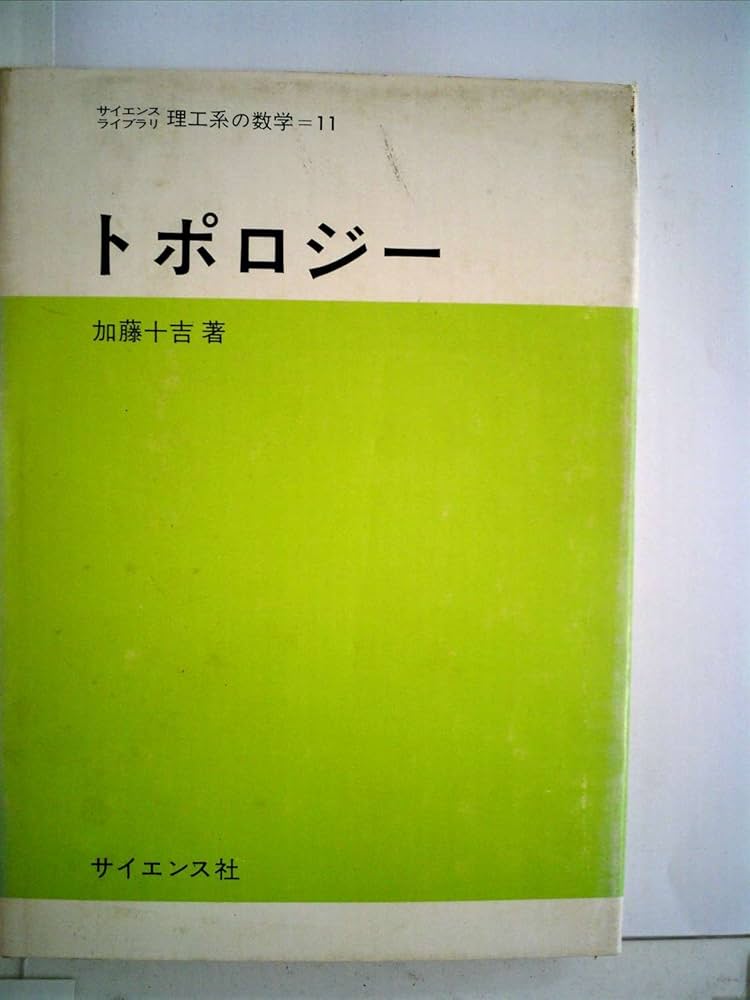 サイエンス
ライブラリ 理工系の数学=11
トポロジー
加藤十吉 著
サイエンス社